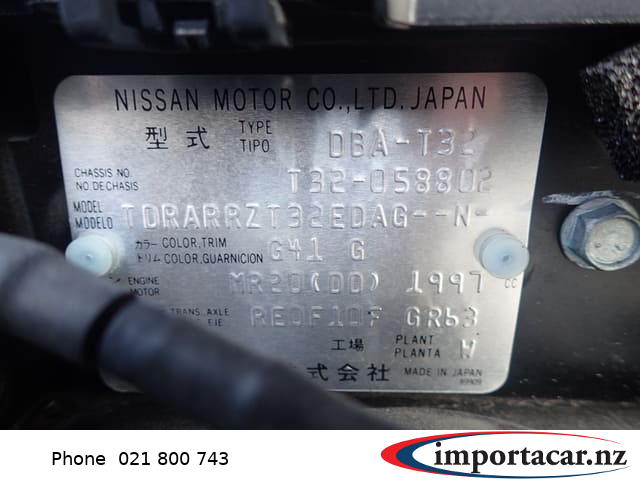 NISSAN MOTOR CO.,LTD. JAPAN
型式 TYPE TIPO DBA-T32
CHASSIS NO. NO.DE CHASIS T32-058802
MODEL MODELO TDRARRZT32EDAG--N-
カラー COLOR,TRIM
トリム COLOR,GUARNICION G41 G
ENGINE MOTOR MR20(DD) 1997 CC
TRANS. AXLE EJE RE0F10F GR63
工場 PLANT PLANTA W
式会社 MADE IN JAPAN
Phone 021 800 743
importacar.nz